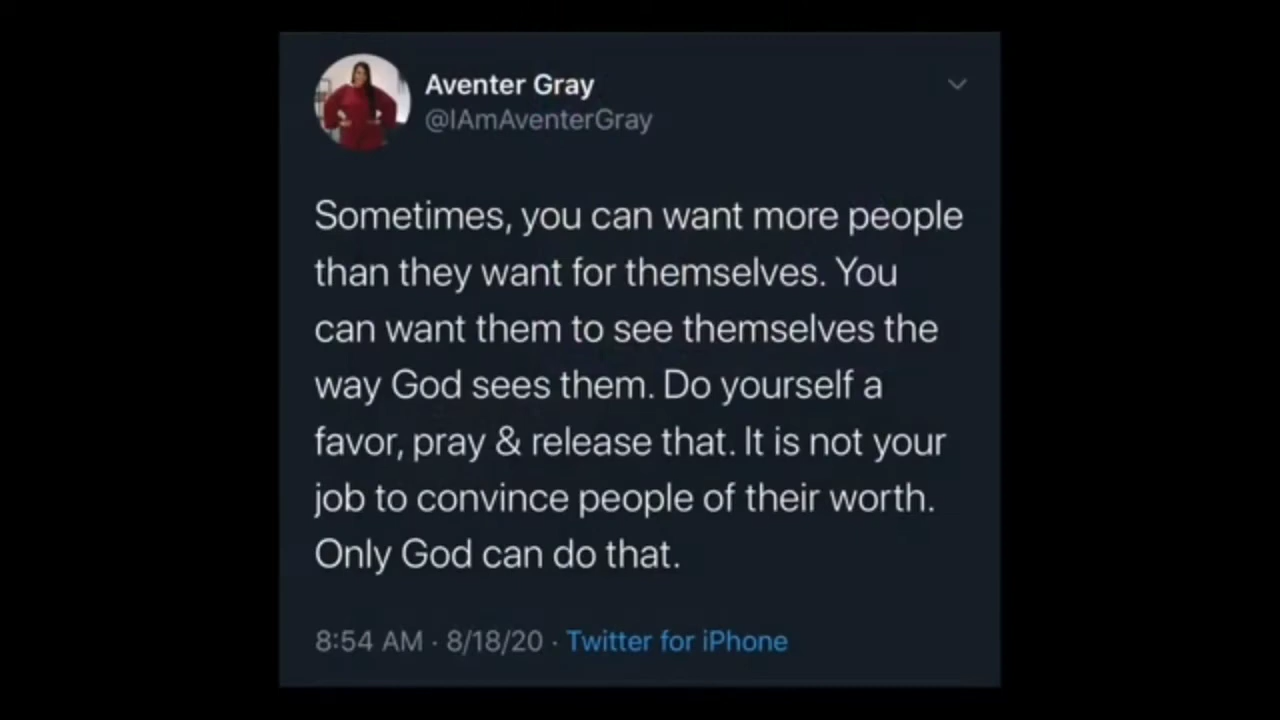 Aventer Gray
@IAmAventerGray
Sometimes, you can want more people
than they want for themselves. You
can want them to see themselves the
way God sees them. Do yourself a
favor, pray & release that. It is not your
job to convince people of their worth.
Only God can do that.
8:54 AM · 8/18/20 · Twitter for iPhone